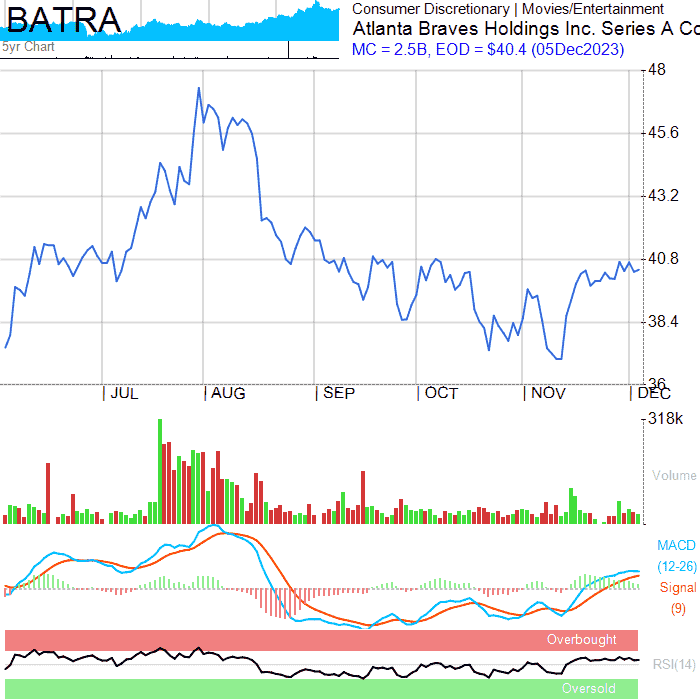 BATRA
5yr Chart
Consumer Discretionary | Movies/Entertainment
Atlanta Braves Holdings Inc. Series A Co
MC = 2.5B, EOD = $40.4 (05Dec2023)
48
45.6
43.2
40.8
38.4
36
JUL AUG SEP OCT NOV DEC
318k
Volume
MACD
(12-26)
Signal
(9)
Overbought
RSI(14)
Oversold